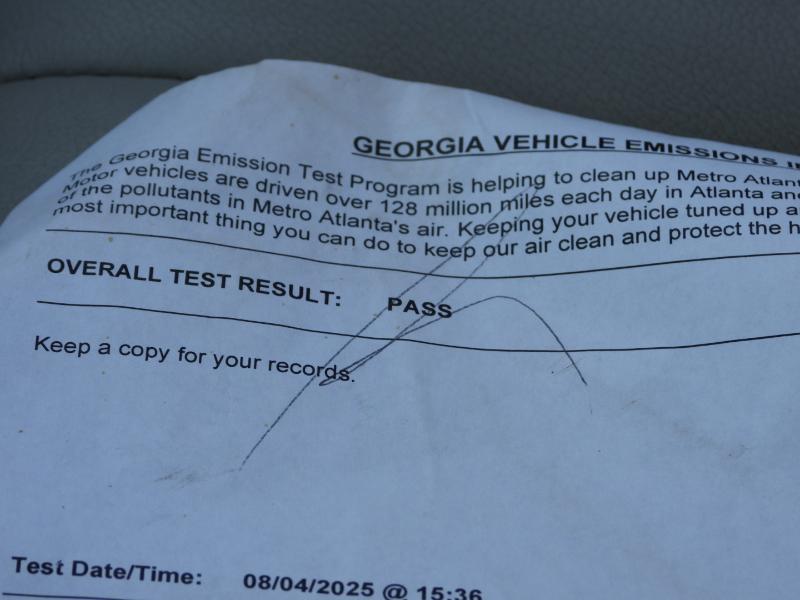 GEORGIA VEHICLE EMISSIONS
The Georgia Emission Test Program is helping to clean up Metro
Motor vehicles are driven over 128 million miles each day in Atlanta
of the pollutants in Metro Atlanta's air. Keeping your vehicle tuned up
most important thing you can do to keep our air clean and protect the
OVERALL TEST RESULT: PASS
Keep a copy for your records.
Test Date/Time: 08/04/2025 @ 15:36